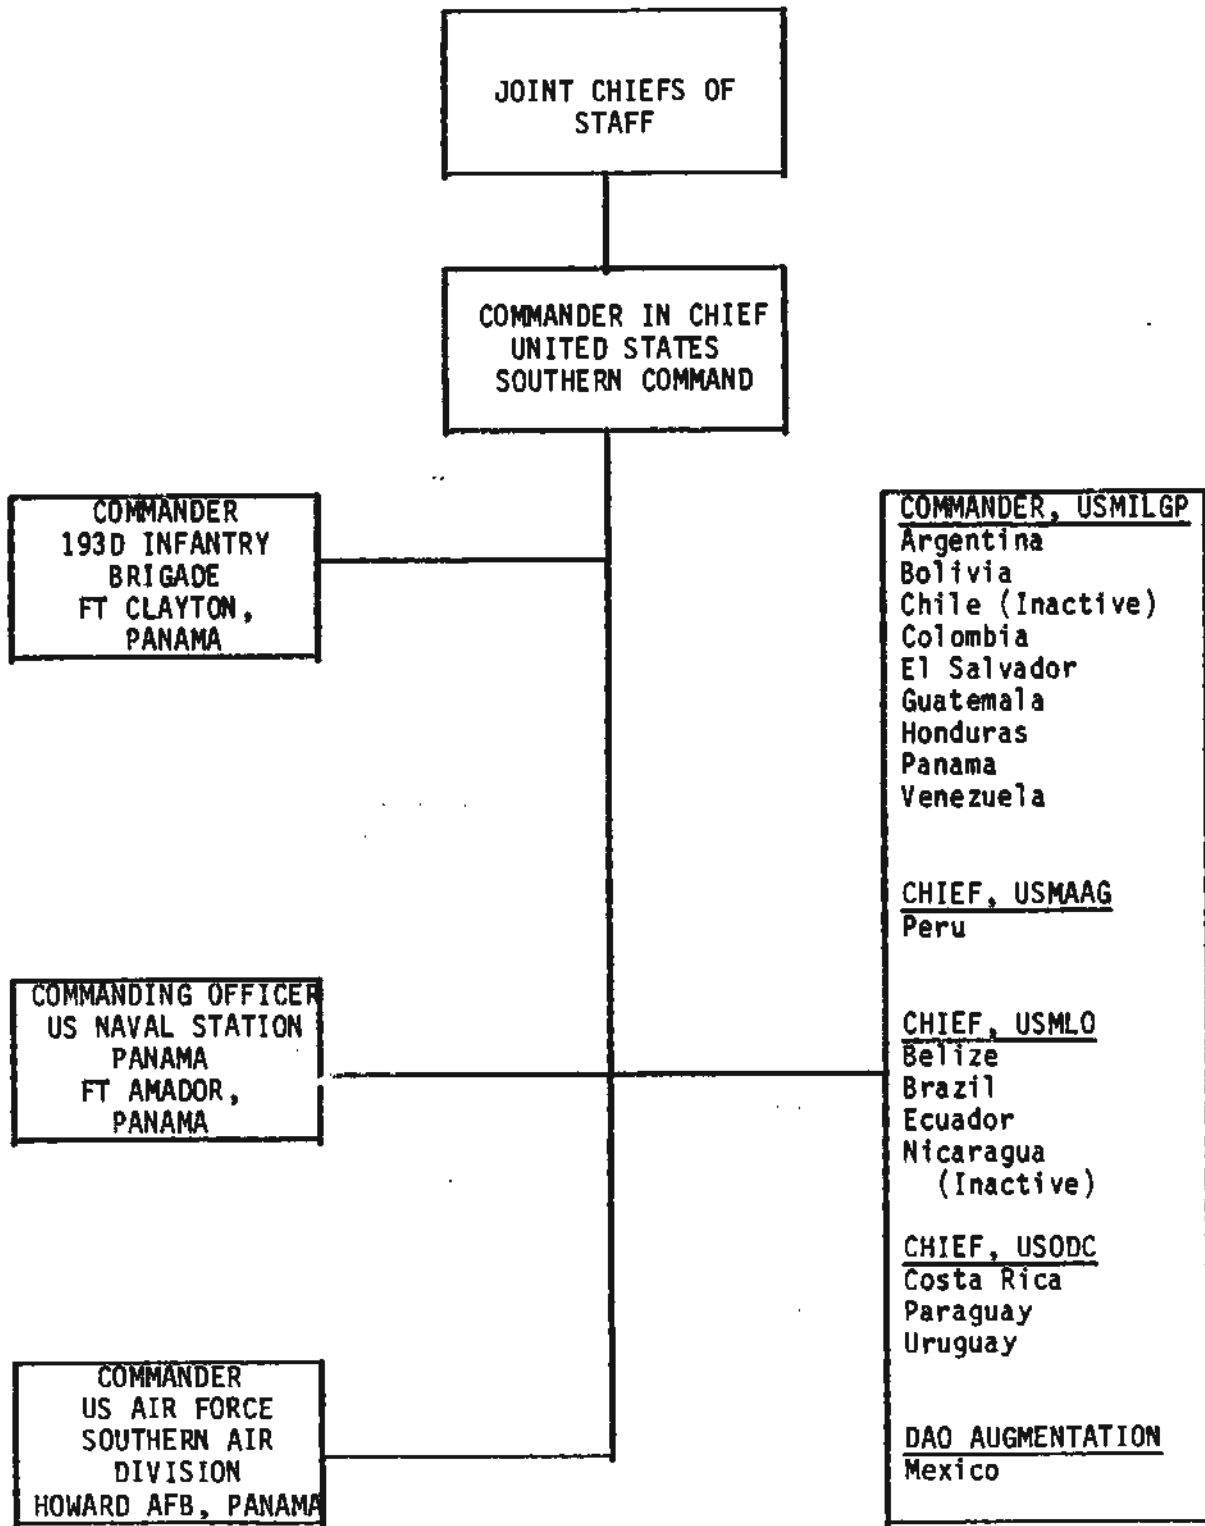 JOINT CHIEFS OF
STAFF
COMMANDER IN CHIEF
UNITED STATES
SOUTHERN COMMAND
COMMANDER
193D INFANTRY
BRIGADE
FT CLAYTON,
PANAMA
COMMANDING OFFICER
US NAVAL STATION
PANAMA
FT AMADOR,
PANAMA
COMMANDER
US AIR FORCE
SOUTHERN AIR
DIVISION
HOWARD AFB, PANAMA
COMMANDER, USMILGP
Argentina
Bolivia
Chile (Inactive)
Colombia
El Salvador
Guatemala
Honduras
Panama
Venezuela
CHIEF, USMAAG
Peru
CHIEF, USMLO
Belize
Brazil
Ecuador
Nicaragua
(Inactive)
CHIEF, USODC
Costa Rica
Paraguay
Uruguay
DAO AUGMENTATION
Mexico